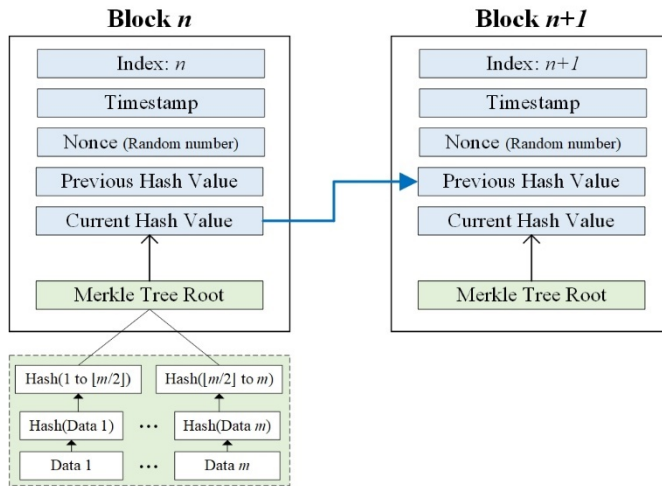 Block n
Index: n
Timestamp
Nonce (Random number)
Previous Hash Value
Current Hash Value
Merkle Tree Root
Hash(1 to ⌊m/2⌋)
Hash(⌊m/2⌋ to m)
Hash(Data 1)
...
Hash(Data m)
Data 1
...
Data m
Block n+1
Index: n+1
Timestamp
Nonce (Random number)
Previous Hash Value
Current Hash Value
Merkle Tree Root